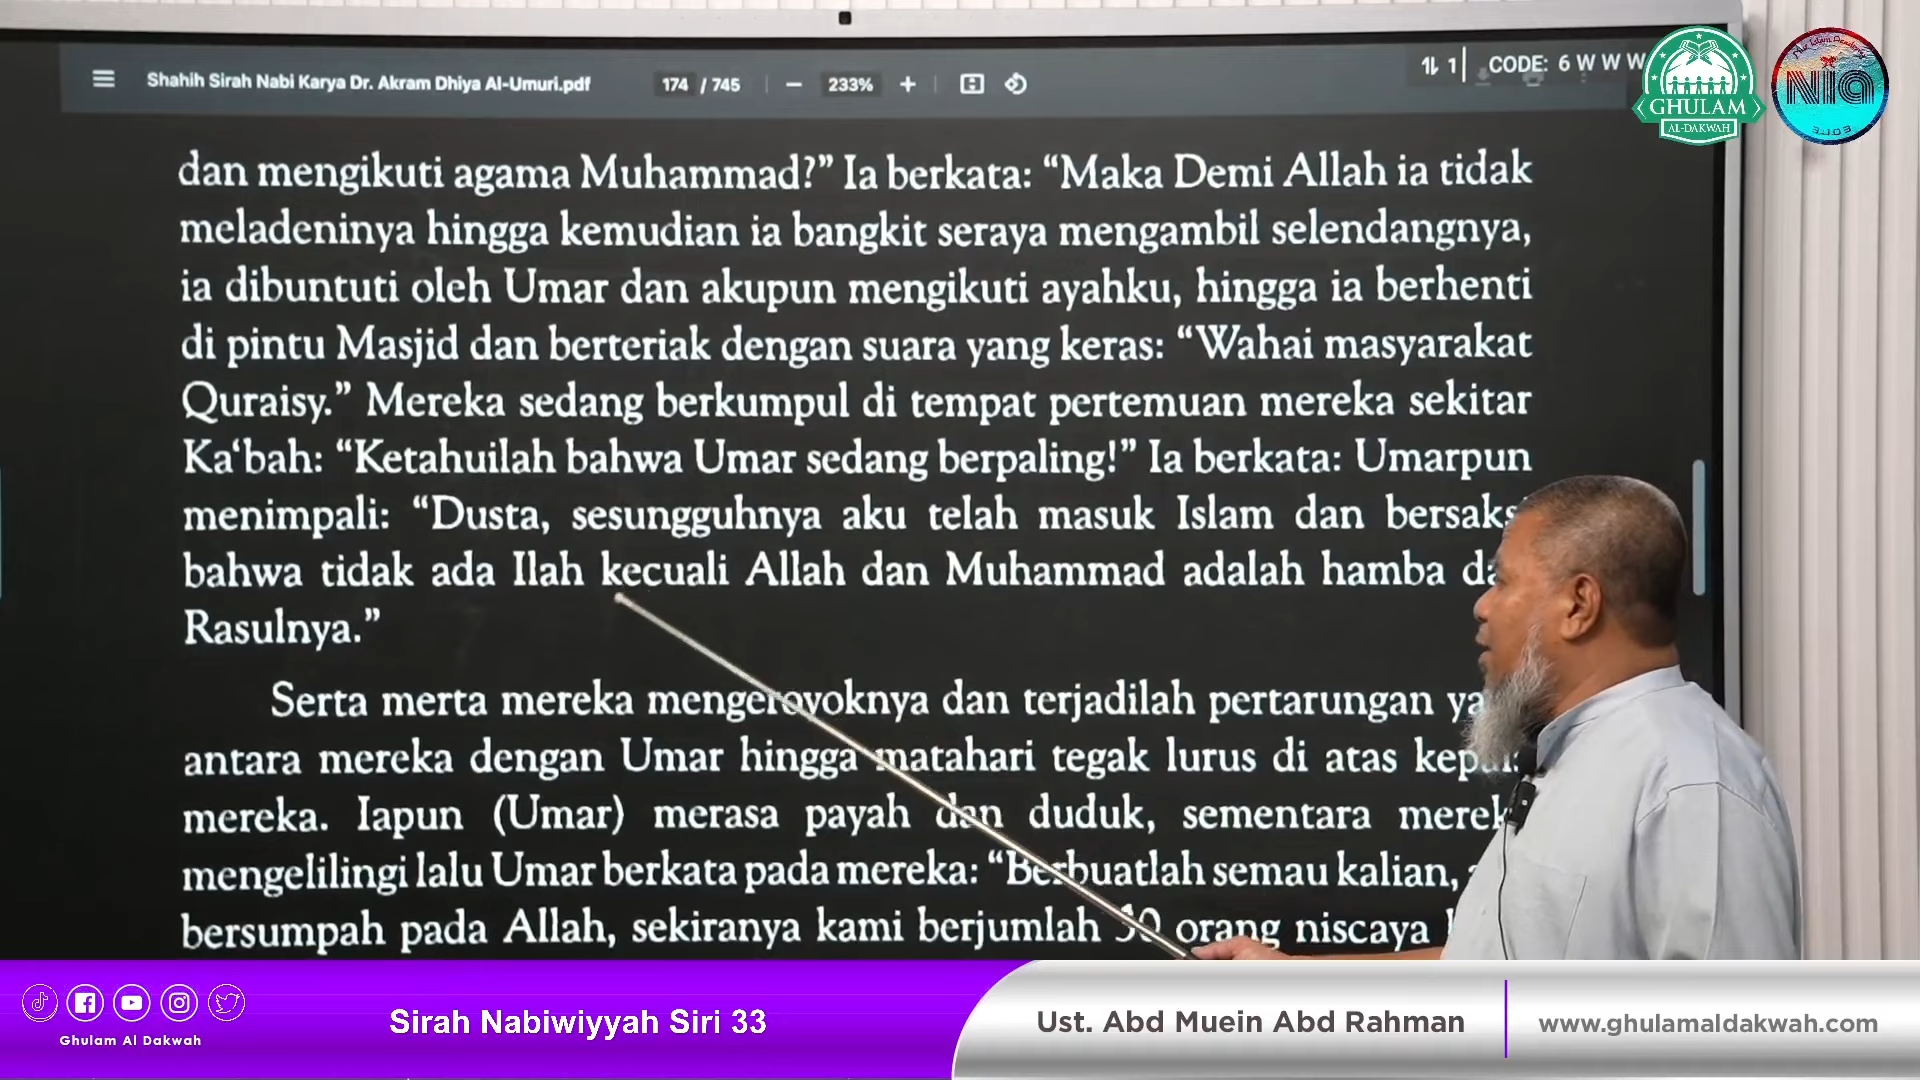 Shahih Sirah Nabi Karya Dr. Akram Dhiya Al-Umuri.pdf 174 / 745 233%
1 CODE: 6 W W W
GHULAM
AL-DAKWAH
NIA
dan mengikuti agama Muhammad?” Ia berkata: “Maka Demi Allah ia tidak
meladeninya hingga kemudian ia bangkit seraya mengambil selendangnya,
ia dibuntuti oleh Umar dan akupun mengikuti ayahku, hingga ia berhenti
di pintu Masjid dan berteriak dengan suara yang keras: “Wahai masyarakat
Quraisy.” Mereka sedang berkumpul di tempat pertemuan mereka sekitar
Ka‘bah: “Ketahuilah bahwa Umar sedang berpaling!” Ia berkata: Umarpun
menimpali: “Dusta, sesungguhnya aku telah masuk Islam dan bersaks
bahwa tidak ada Ilah kecuali Allah dan Muhammad adalah hamba da
Rasulnya.”
Serta merta mereka mengeroyoknya dan terjadilah pertarungan ya
antara mereka dengan Umar hingga matahari tegak lurus di atas kepal
mereka. Iapun (Umar) merasa payah dan duduk, sementara merek
mengelilingi lalu Umar berkata pada mereka: “Berbuatlah semau kalian,
bersumpah pada Allah, sekiranya kami berjumlah orang niscaya
Ghulam Al Dakwah
Sirah Nabiwiyyah Siri 33
Ust. Abd Muein Abd Rahman
www.ghulamaldakwah.com